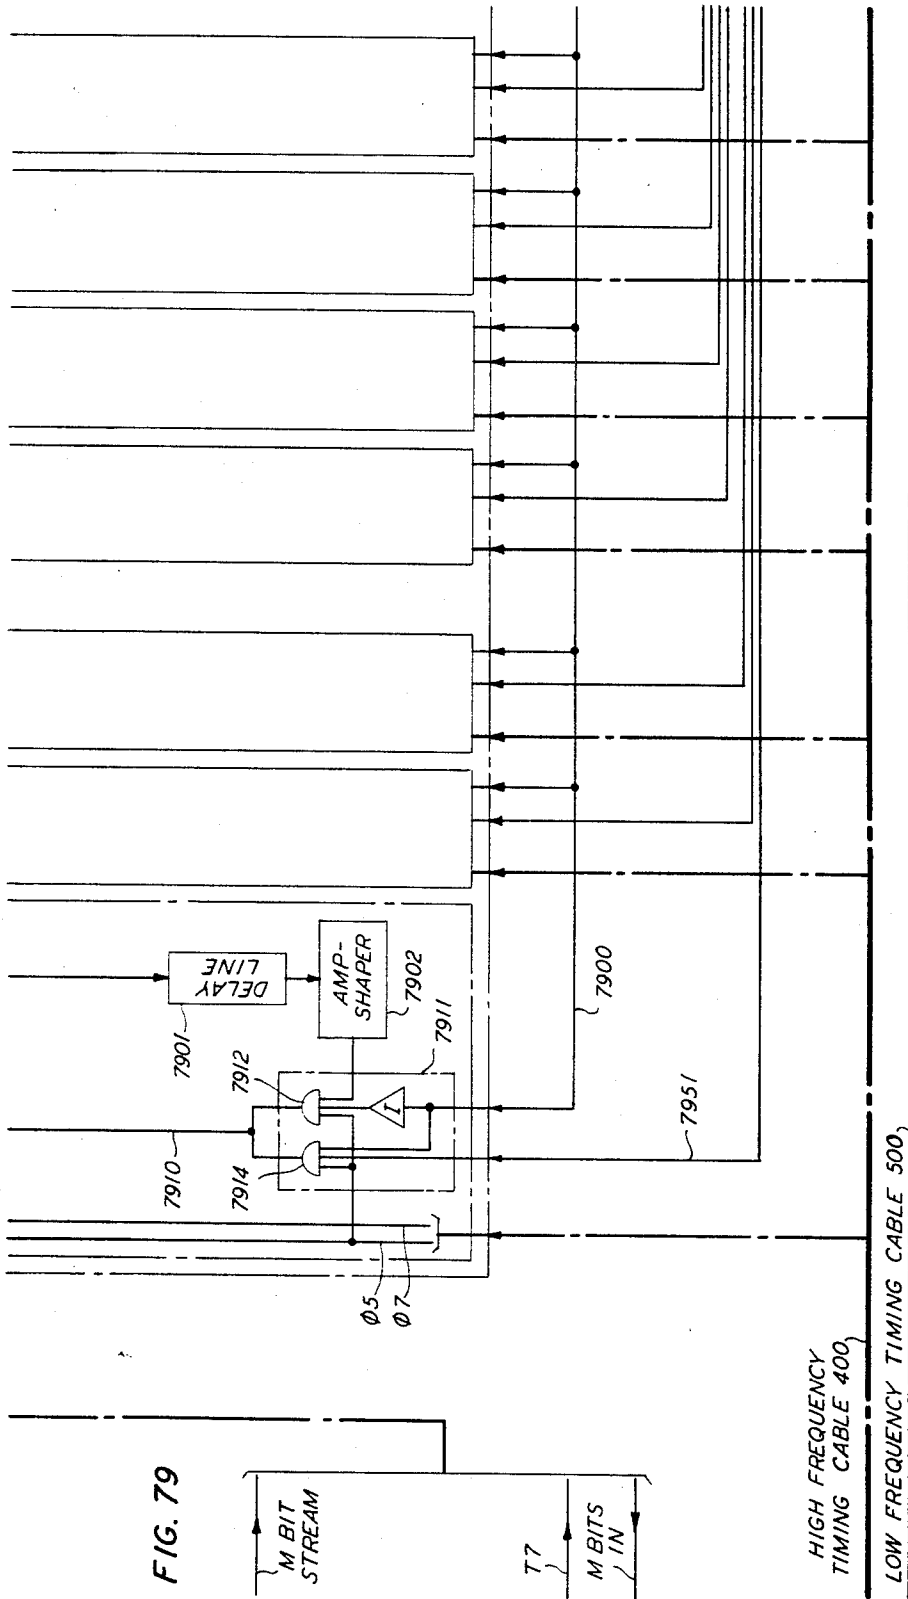 FIG. 79
M BIT
STREAM
T7
M BITS
IN
HIGH FREQUENCY
TIMING CABLE 400
LOW FREQUENCY TIMING CABLE 500
Ø5
Ø7
7910
7914
7912
7901
DELAY
LINE
AMP-
SHAPER
7902
7911
I
7900
7951